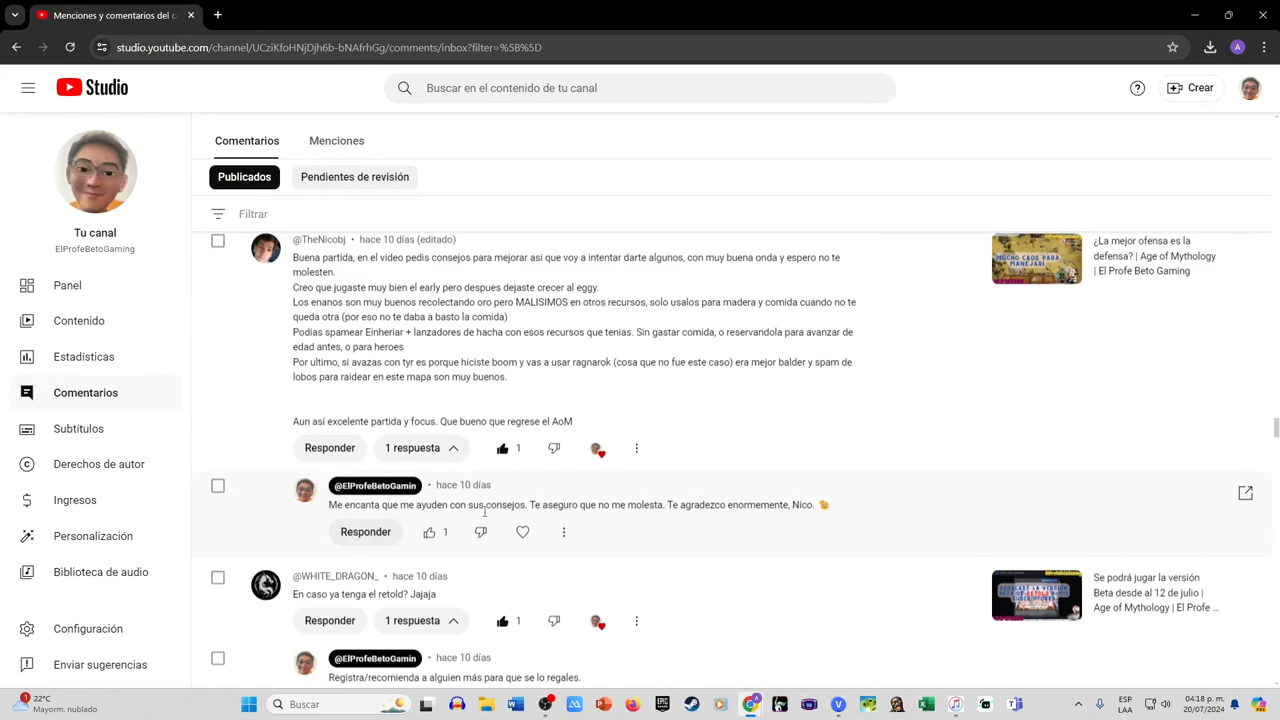 Menciones y comentarios del c
studio.youtube.com/channel/UCziKfoHNjDjh6b-bNAfrhGg/comments/inbox?filter=%5B%5D
A
Studio
Buscar en el contenido de tu canal
Crear
Comentarios
Menciones
Publicados
Pendientes de revisión
Filtrar
Tu canal
ElProfeBetoGaming
Panel
Contenido
Estadísticas
Comentarios
Subtítulos
Derechos de autor
Ingresos
Personalización
Biblioteca de audio
Configuración
Enviar sugerencias
@TheNicobj • hace 10 días (editado)
Buena partida, en el video pedis consejos para mejorar asi que voy a intentar darte algunos, con muy buena onda y espero no te
molesten.
Creo que jugaste muy bien el early pero despues dejaste crecer al eggy.
Los enanos son muy buenos recolectando oro pero MALISIMOS en otros recursos, solo usalos para madera y comida cuando no te
queda otra (por eso no te daba a basto la comida)
Podias spamear Einheriar + lanzadores de hacha con esos recursos que tenias. Sin gastar comida, o reservandola para avanzar de
edad antes, o para heroes
Por ultimo, si avazas con tyr es porque hiciste boom y vas a usar ragnarok (cosa que no fue este caso) era mejor balder y spam de
lobos para raidear en este mapa son muy buenos.
Aun asi excelente partida y focus. Que bueno que regrese el AoM
Responder
1 respuesta
1
MUCHO CAOS PARA
MANEJAR!
¿La mejor ofensa es la
defensa? | Age of Mythology
| El Profe Beto Gaming
@ElProfeBetoGamin • hace 10 días
Me encanta que me ayuden con sus consejos. Te aseguro que no me molesta. Te agradezco enormemente, Nico.
Responder
1
@WHITE_DRAGON_ • hace 10 días
En caso ya tenga el retold? Jajaja
Responder
1 respuesta
1
Se podrá jugar la versión
Beta desde al 12 de julio |
Age of Mythology | El Profe ...
@ElProfeBetoGamin • hace 10 días
Registra/recomienda a alguien más para que se lo regales.
1
22°C
Mayorm. nublado
Buscar
ESP
LAA
04:18 p. m.
20/07/2024